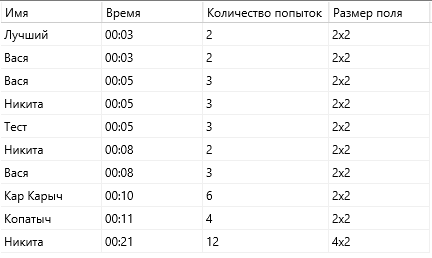 Имя Время Количество попыток Размер поля
Лучший 00:03 2 2x2
Вася 00:03 2 2x2
Вася 00:05 3 2x2
Никита 00:05 3 2x2
Тест 00:05 3 2x2
Никита 00:08 2 2x2
Вася 00:08 3 2x2
Кар Карыч 00:10 6 2x2
Копатыч 00:11 4 2x2
Никита 00:21 12 4x2